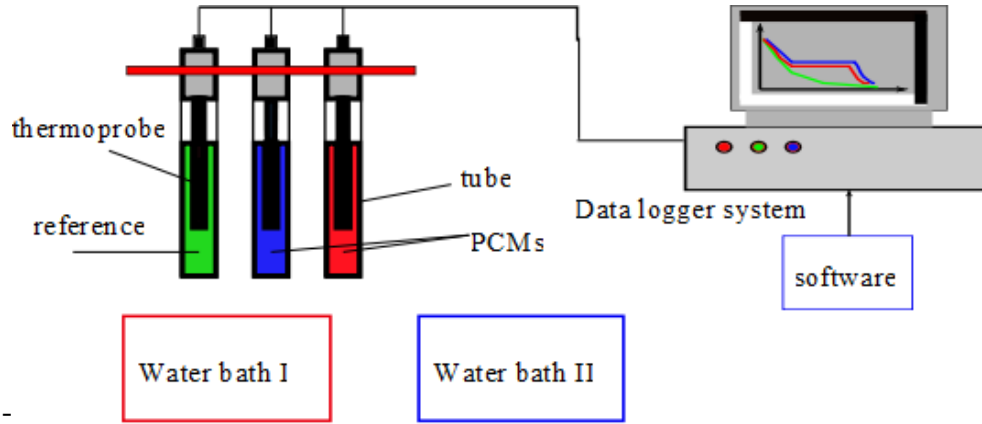 thermoprobe
reference
tube
PCMs
Data logger system
software
Water bath I
Water bath II
-